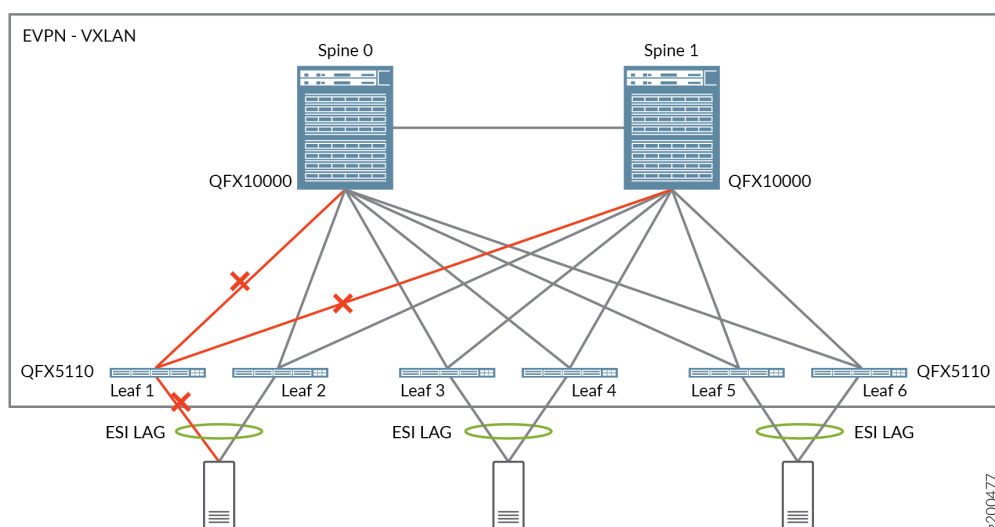 EVPN - VXLAN
Spine 0
Spine 1
QFX10000
QFX10000
QFX5110
QFX5110
Leaf 1
Leaf 2
Leaf 3
Leaf 4
Leaf 5
Leaf 6
ESI LAG
ESI LAG
ESI LAG